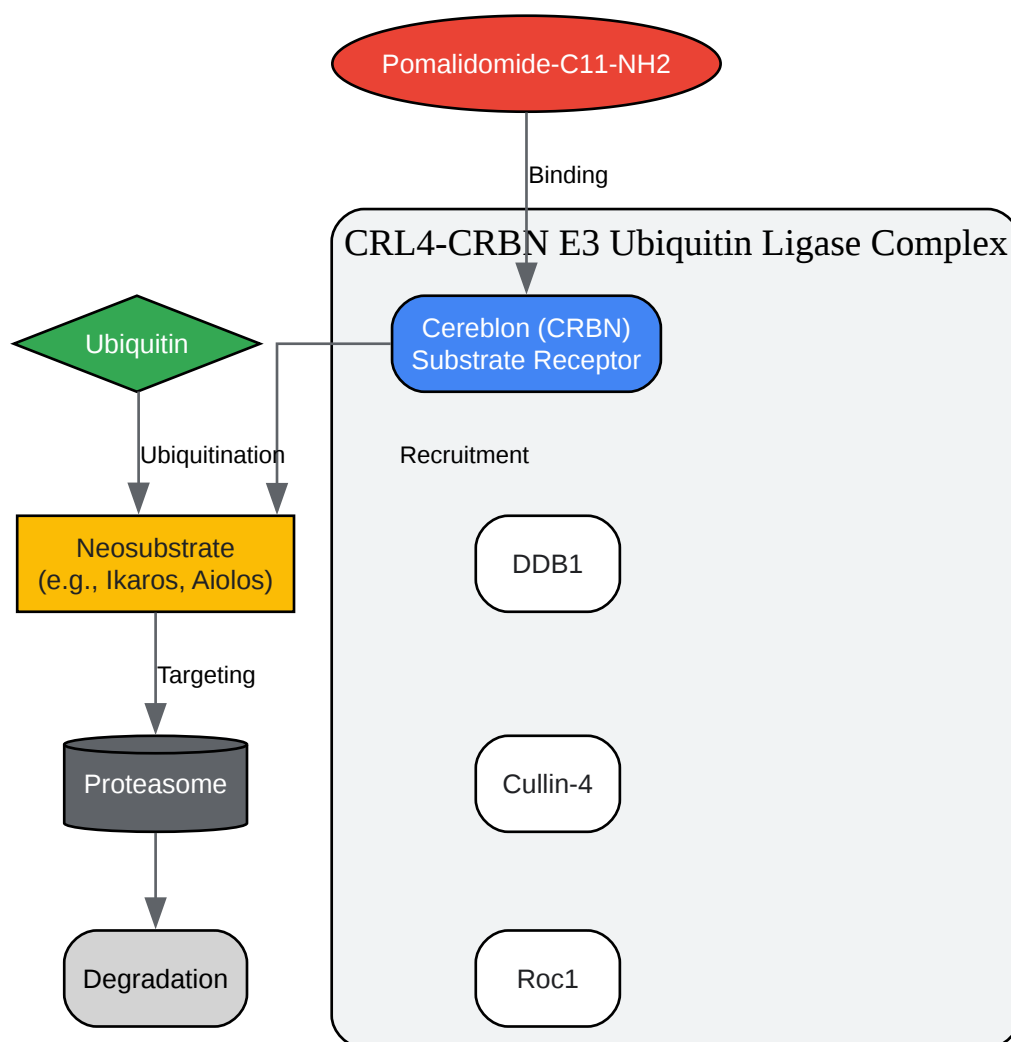 Pomalidomide-C11-NH2
Binding
CRL4-CRBN E3 Ubiquitin Ligase Complex
Ubiquitin
Cereblon (CRBN)
Substrate Receptor
Ubiquitination
Recruitment
Neosubstrate
(e.g., Ikaros, Aiolos)
DDB1
Targeting
Proteasome
Cullin-4
Degradation
Roc1